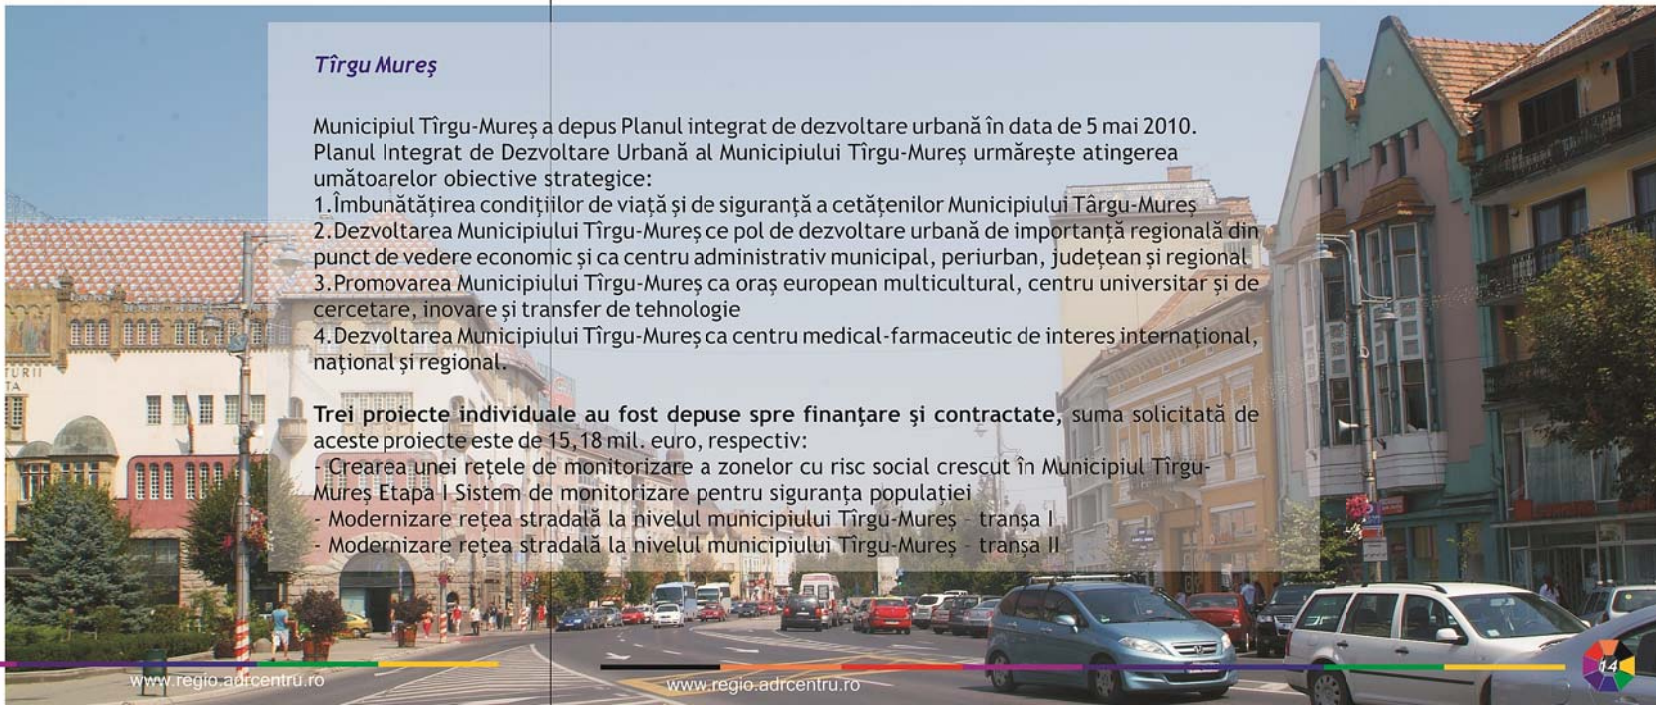 Tîrgu Mureş
Municipiul Tîrgu-Mureş a depus Planul integrat de dezvoltare urbană în data de 5 mai 2010.
Planul Integrat de Dezvoltare Urbană al Municipiului Tîrgu-Mureş urmăreşte atingerea
umătoarelor obiective strategice:
1.Îmbunătăţirea condiţiilor de viaţă şi de siguranţă a cetăţenilor Municipiului Târgu-Mureş
2.Dezvoltarea Municipiului Tîrgu-Mureş ce pol de dezvoltare urbană de importanţă regională din
punct de vedere economic şi ca centru administrativ municipal, periurban, judeţean şi regional
3.Promovarea Municipiului Tîrgu-Mureş ca oraş european multicultural, centru universitar şi de
cercetare, inovare şi transfer de tehnologie
4.Dezvoltarea Municipiului Tîrgu-Mureş ca centru medical-farmaceutic de interes internaţional,
naţional şi regional.
Trei proiecte individuale au fost depuse spre finanţare şi contractate, suma solicitată de
aceste proiecte este de 15,18 mil. euro, respectiv:
- Crearea unei reţele de monitorizare a zonelor cu risc social crescut în Municipiul Tîrgu-
Mureş Etapa I Sistem de monitorizare pentru siguranţa populaţiei
- Modernizare reţea stradală la nivelul municipiului Tîrgu-Mureş - tranşa I
- Modernizare reţea stradală la nivelul municipiului Tîrgu-Mureş - tranşa II
TURII
TA
www.regio.adrcentru.ro
www.regio.adrcentru.ro
14